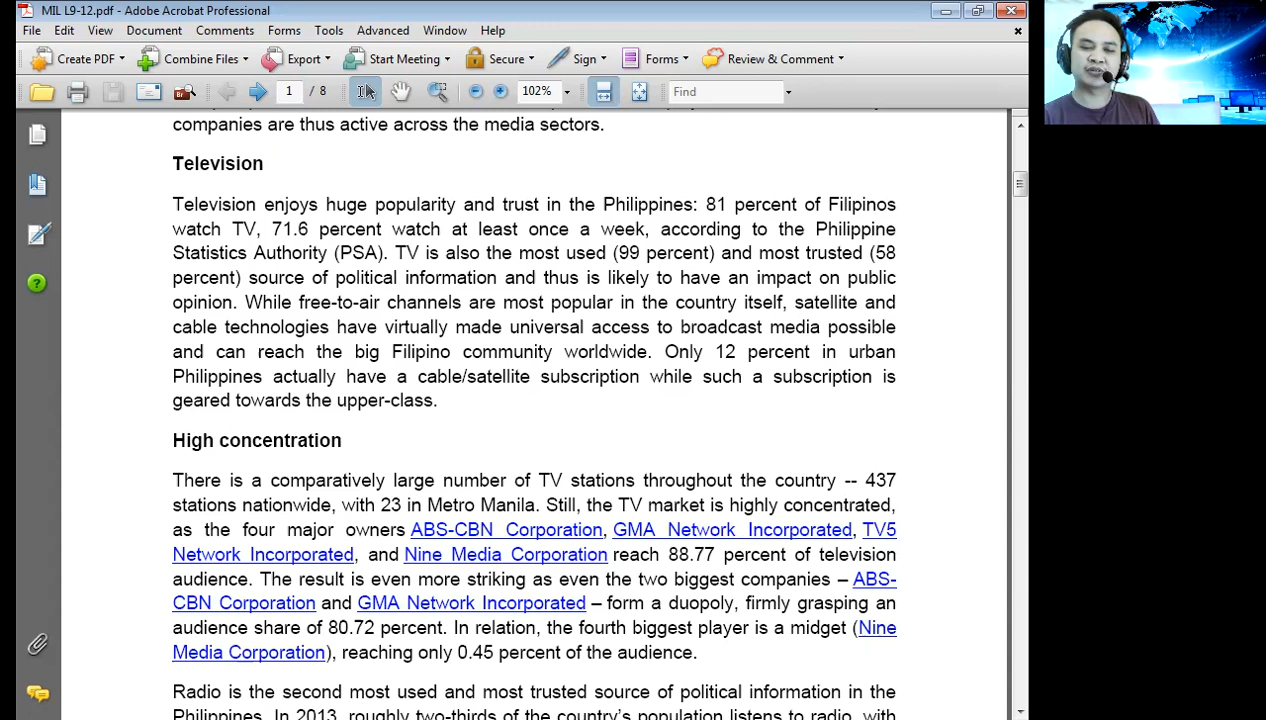 MIL L9-12.pdf - Adobe Acrobat Professional
File Edit View Document Comments Forms Tools Advanced Window Help
Create PDF Combine Files Export Start Meeting Secure Sign Forms Review & Comment
1 / 8 102% Find
companies are thus active across the media sectors.
Television
Television enjoys huge popularity and trust in the Philippines: 81 percent of Filipinos
watch TV, 71.6 percent watch at least once a week, according to the Philippine
Statistics Authority (PSA). TV is also the most used (99 percent) and most trusted (58
percent) source of political information and thus is likely to have an impact on public
opinion. While free-to-air channels are most popular in the country itself, satellite and
cable technologies have virtually made universal access to broadcast media possible
and can reach the big Filipino community worldwide. Only 12 percent in urban
Philippines actually have a cable/satellite subscription while such a subscription is
geared towards the upper-class.
High concentration
There is a comparatively large number of TV stations throughout the country -- 437
stations nationwide, with 23 in Metro Manila. Still, the TV market is highly concentrated,
as the four major owners ABS-CBN Corporation, GMA Network Incorporated, TV5
Network Incorporated, and Nine Media Corporation reach 88.77 percent of television
audience. The result is even more striking as even the two biggest companies – ABS-
CBN Corporation and GMA Network Incorporated – form a duopoly, firmly grasping an
audience share of 80.72 percent. In relation, the fourth biggest player is a midget (Nine
Media Corporation), reaching only 0.45 percent of the audience.
Radio is the second most used and most trusted source of political information in the
Philippines. In 2013, roughly two-thirds of the country's population listens to radio, with